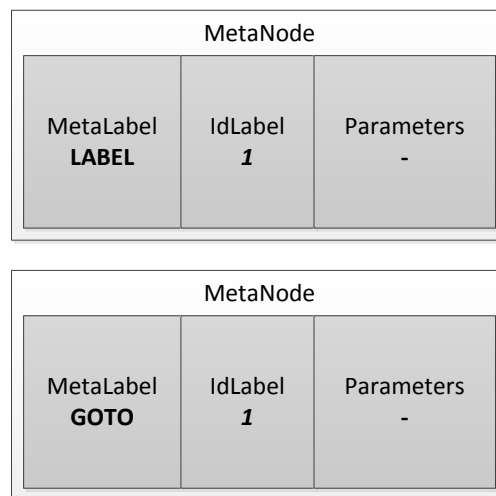 MetaNode
MetaLabel IdLabel Parameters
LABEL 1 -
MetaNode
MetaLabel IdLabel Parameters
GOTO 1 -